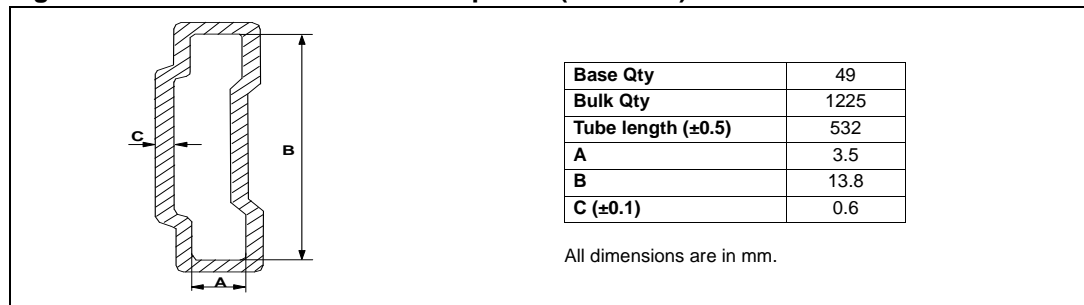 C
B
A
Base Qty 49
Bulk Qty 1225
Tube length (±0.5) 532
A 3.5
B 13.8
C (±0.1) 0.6
All dimensions are in mm.